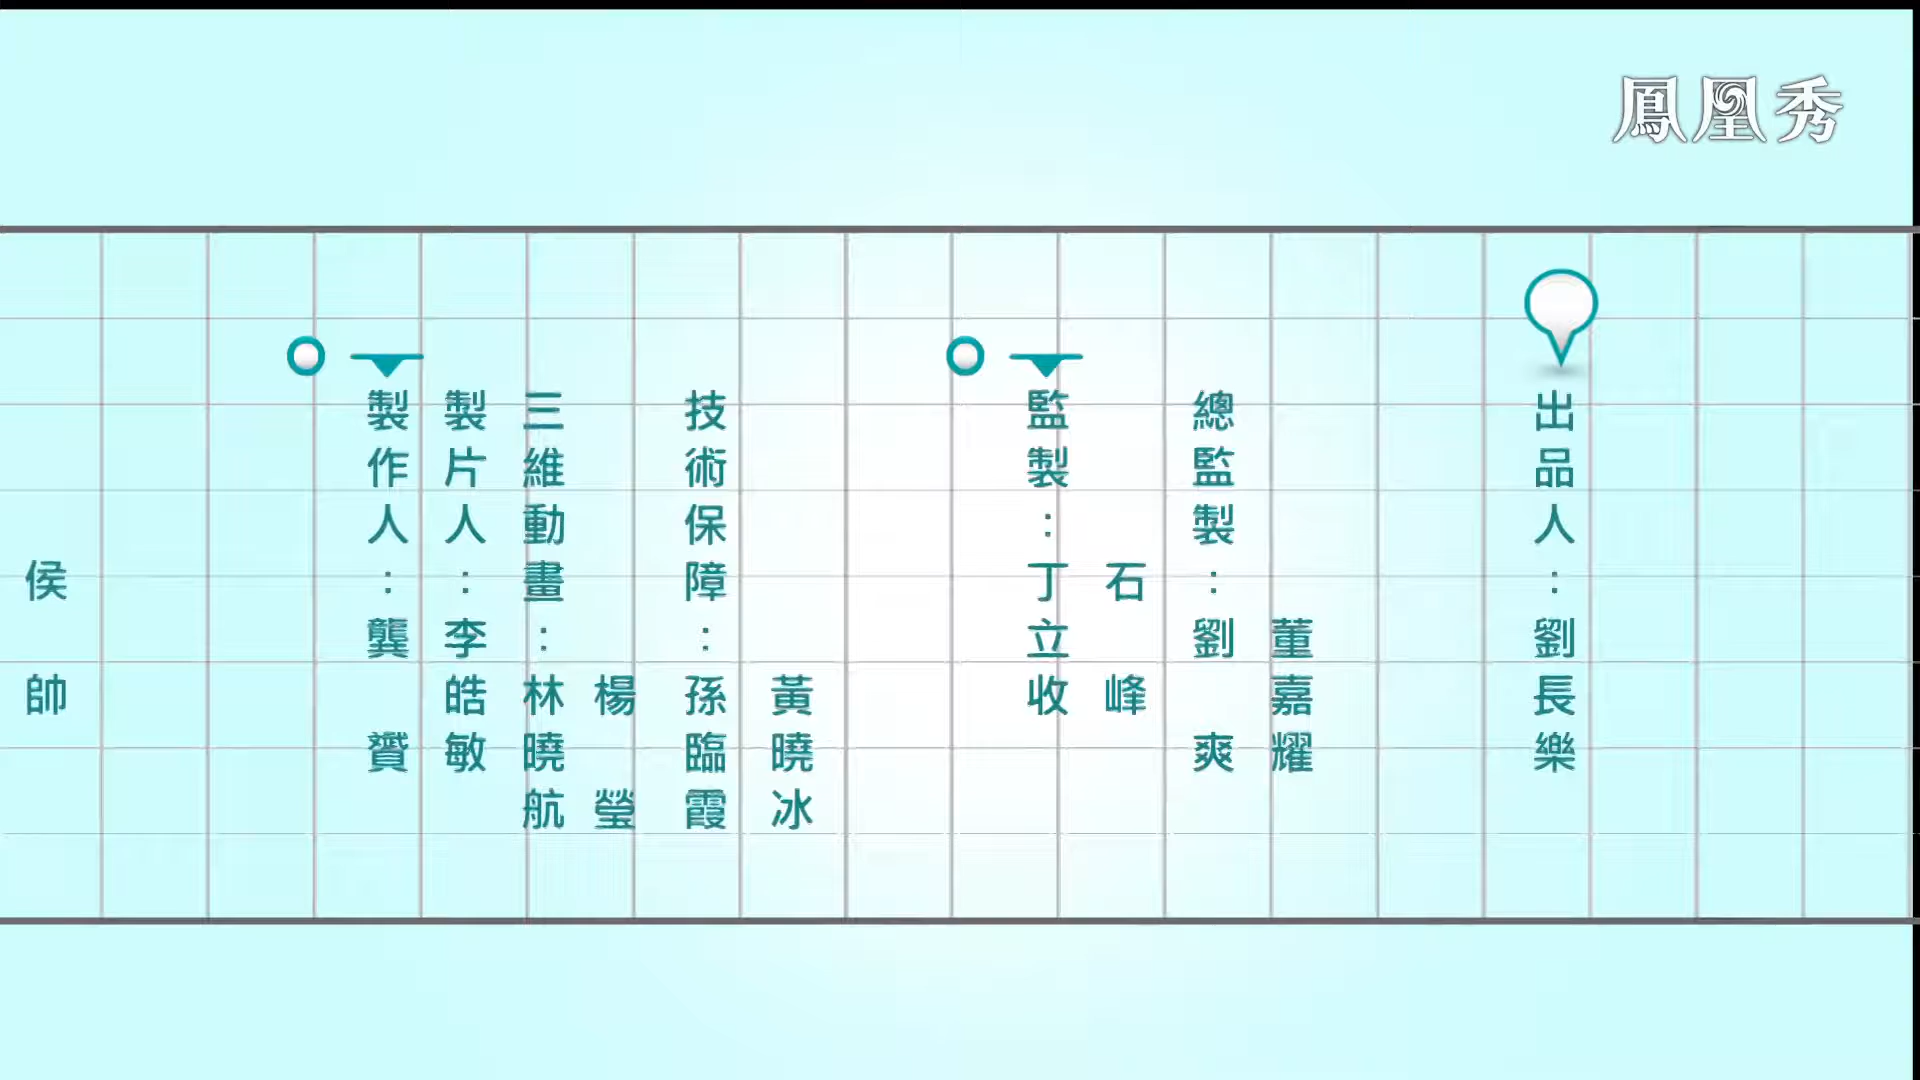 鳳凰秀
侯帥
製作人：龔贇
製片人：李皓敏
三維動畫：林曉航
楊瑩
技術保障：孫臨霞
黃曉冰
監製：丁立收
石峰
總監製：劉爽
董嘉耀
出品人：劉長樂